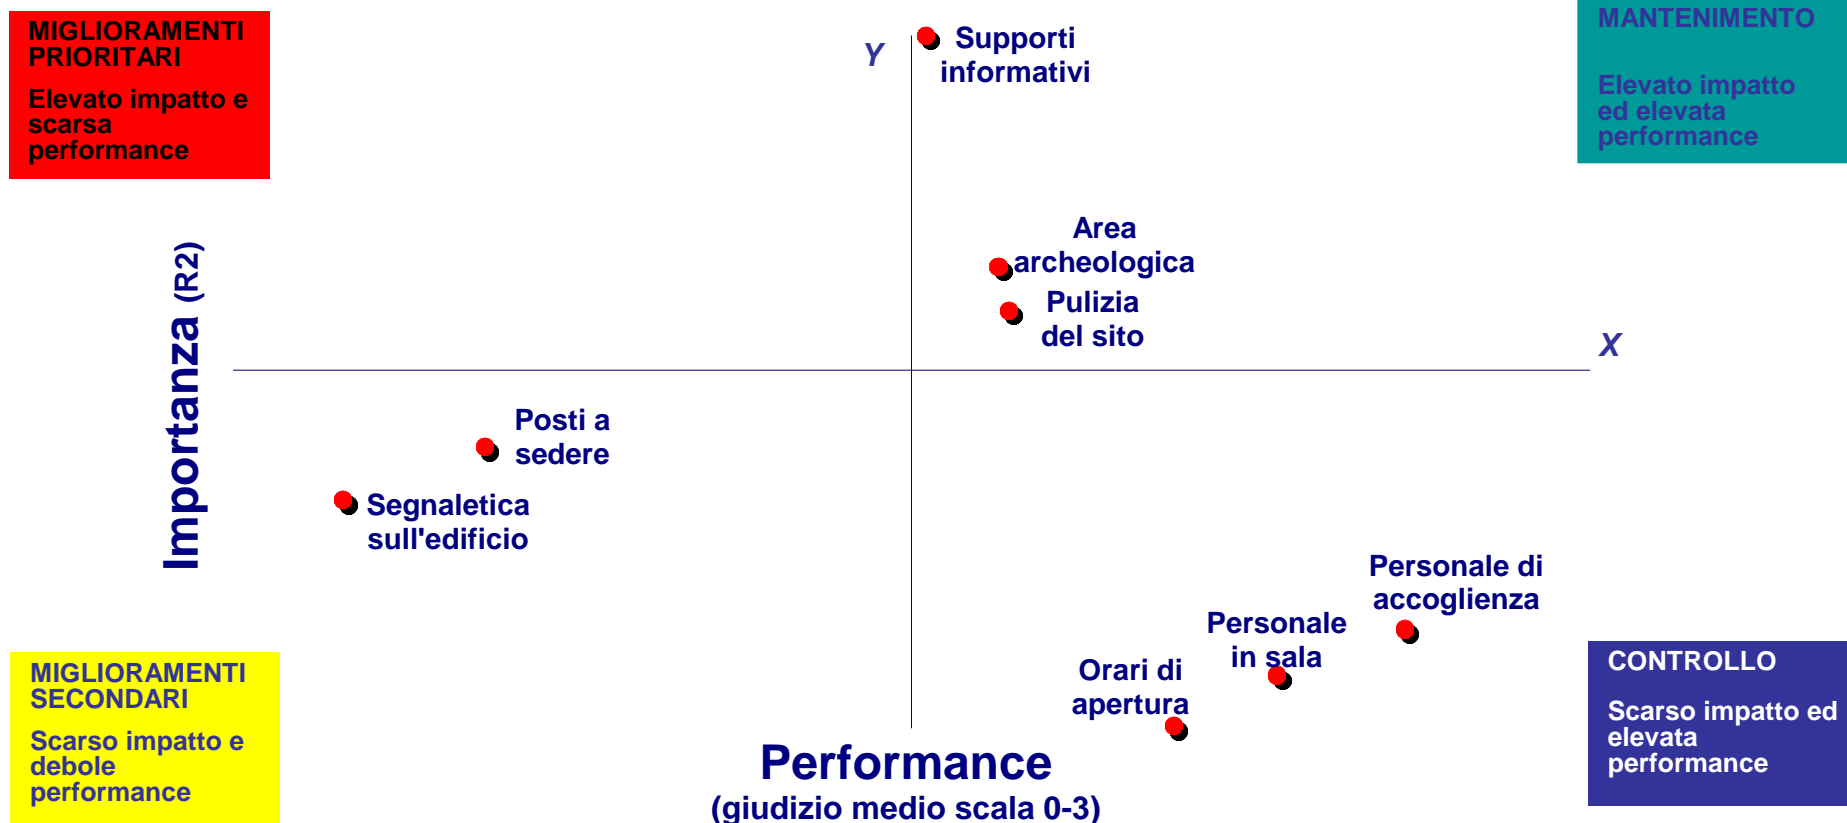 MIGLIORAMENTI
PRIORITARI
Elevato impatto e
scarsa
performance
Y
Supporti
informativi
MANTENIMENTO
Elevato impatto
ed elevata
performance
Area
archeologica
Pulizia
del sito
X
Importanza (R2)
Posti a
sedere
Segnaletica
sull'edificio
Personale di
accoglienza
Personale
in sala
Orari di
apertura
MIGLIORAMENTI
SECONDARI
Scarso impatto e
debole
performance
CONTROLLO
Scarso impatto ed
elevata
performance
Performance
(giudizio medio scala 0-3)